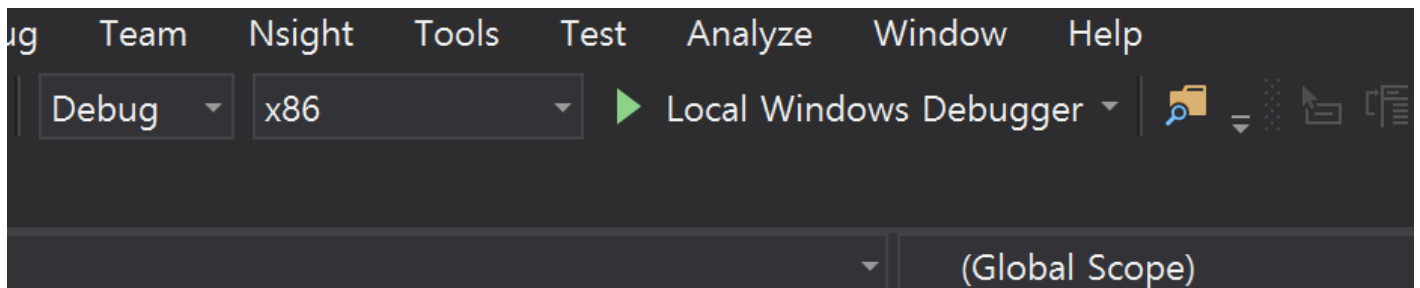 ug Team Nsight Tools Test Analyze Window Help
Debug x86 Local Windows Debugger
(Global Scope)